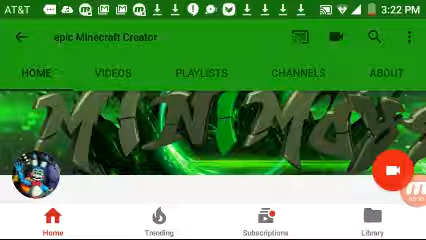 AT&T 3:22 PM
epic Minecraft Creator
HOME VIDEOS PLAYLISTS CHANNELS ABOUT
Home Trending Subscriptions Library